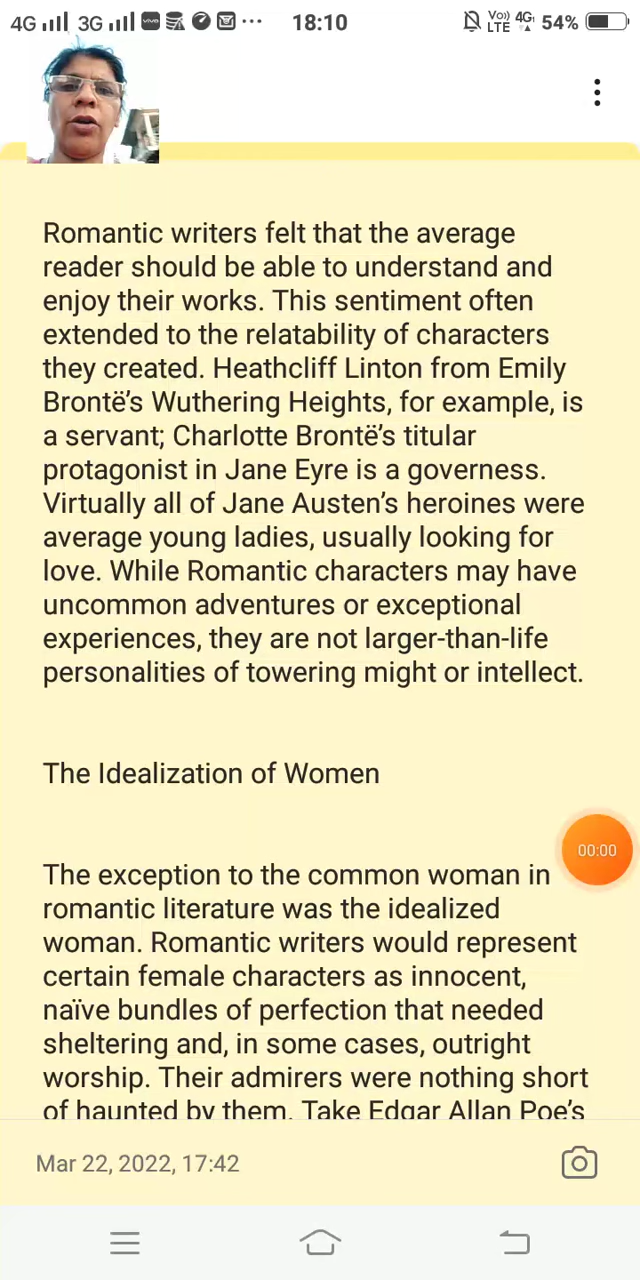 4G 3G vivo 18:10 Vo)) LTE 4G 54%
Romantic writers felt that the average
reader should be able to understand and
enjoy their works. This sentiment often
extended to the relatability of characters
they created. Heathcliff Linton from Emily
Brontë’s Wuthering Heights, for example, is
a servant; Charlotte Brontë’s titular
protagonist in Jane Eyre is a governess.
Virtually all of Jane Austen’s heroines were
average young ladies, usually looking for
love. While Romantic characters may have
uncommon adventures or exceptional
experiences, they are not larger-than-life
personalities of towering might or intellect.
The Idealization of Women
00:00
The exception to the common woman in
romantic literature was the idealized
woman. Romantic writers would represent
certain female characters as innocent,
naïve bundles of perfection that needed
sheltering and, in some cases, outright
worship. Their admirers were nothing short
of haunted by them. Take Edgar Allan Poe’s
Mar 22, 2022, 17:42